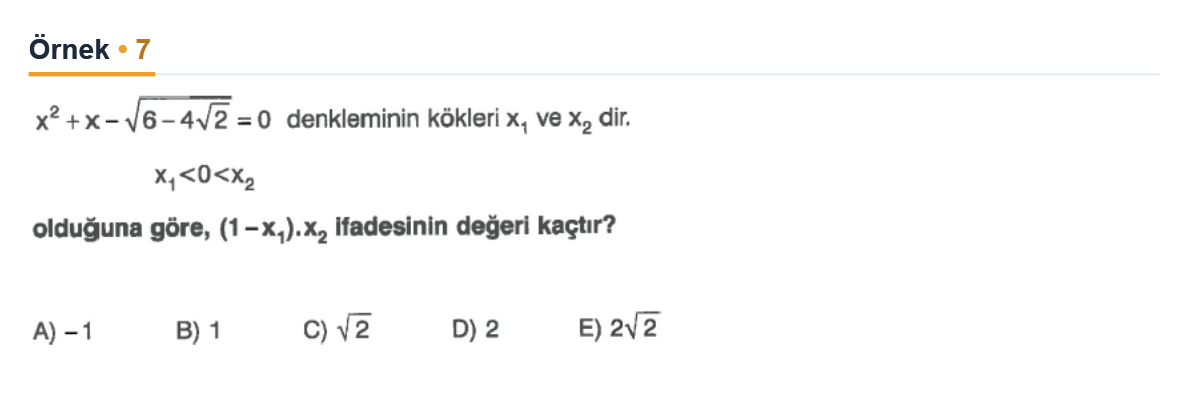 Örnek • 7
x² + x – √(6 – 4√2) = 0 denkleminin kökleri x₁ ve x₂ dir.
x₁<0<x₂
olduğuna göre, (1–x₁).x₂ ifadesinin değeri kaçtır?
A) –1 B) 1 C) √2 D) 2 E) 2√2